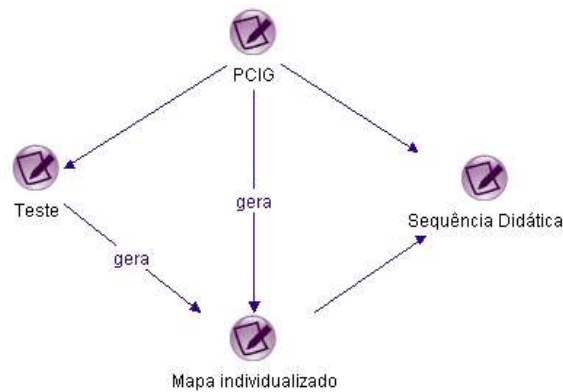 PCIG
Teste
gera
Sequência Didática
gera
Mapa individualizado